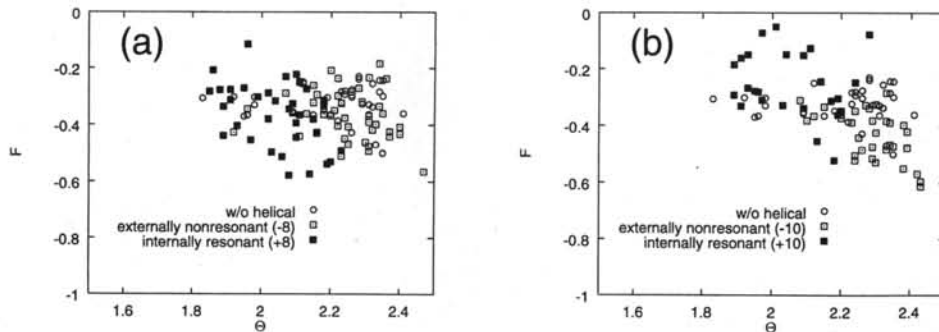 (a)
F
0
-0.2
-0.4
-0.6
-0.8
-1
w/o helical
externally nonresonant (-8)
internally resonant (+8)
1.6 1.8 2 2.2 2.4
Θ
(b)
F
0
-0.2
-0.4
-0.6
-0.8
-1
w/o helical
externally nonresonant (-10)
internally resonant (+10)
1.6 1.8 2 2.2 2.4
Θ